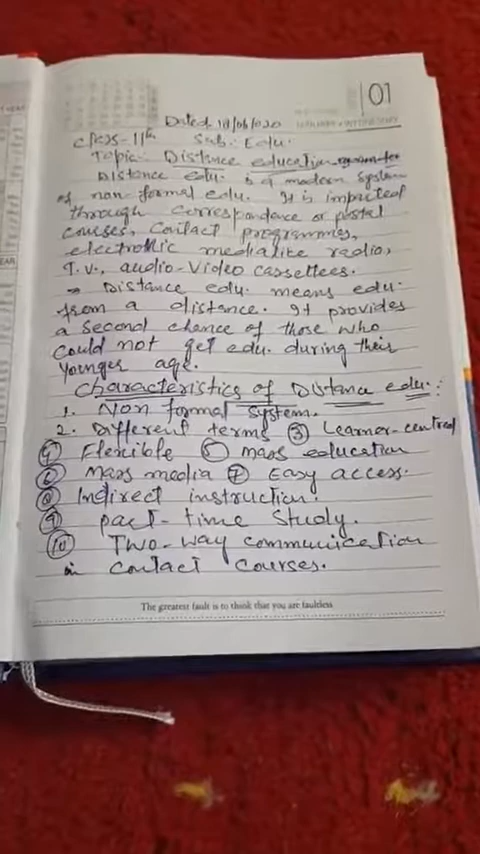 01
JANUARY • WEDNESDAY
Dated 18/06/020
Class-11th Sub: Edu.
Topic: Distance education
Distance edu. is a modern system
of non-formal edu. It is imparted
through correspondence or postal
courses, Contact programmes,
electronic media like radio,
T.V., audio-Video cassettees.
→ Distance edu. means edu.
from a distance. It provides
a second chance of those who
could not get edu. during their
younger age.
Characteristics of Distance edu.:
1. Non formal system.
2. Different terms ③ Learner-centred
④ Flexible ⑤ mass education
⑥ Mass media ⑦ Easy access.
⑧ Indirect instruction.
⑨ part-time Study.
⑩ Two-way communication
in contact courses.
The greatest fault is to think that you are faultless